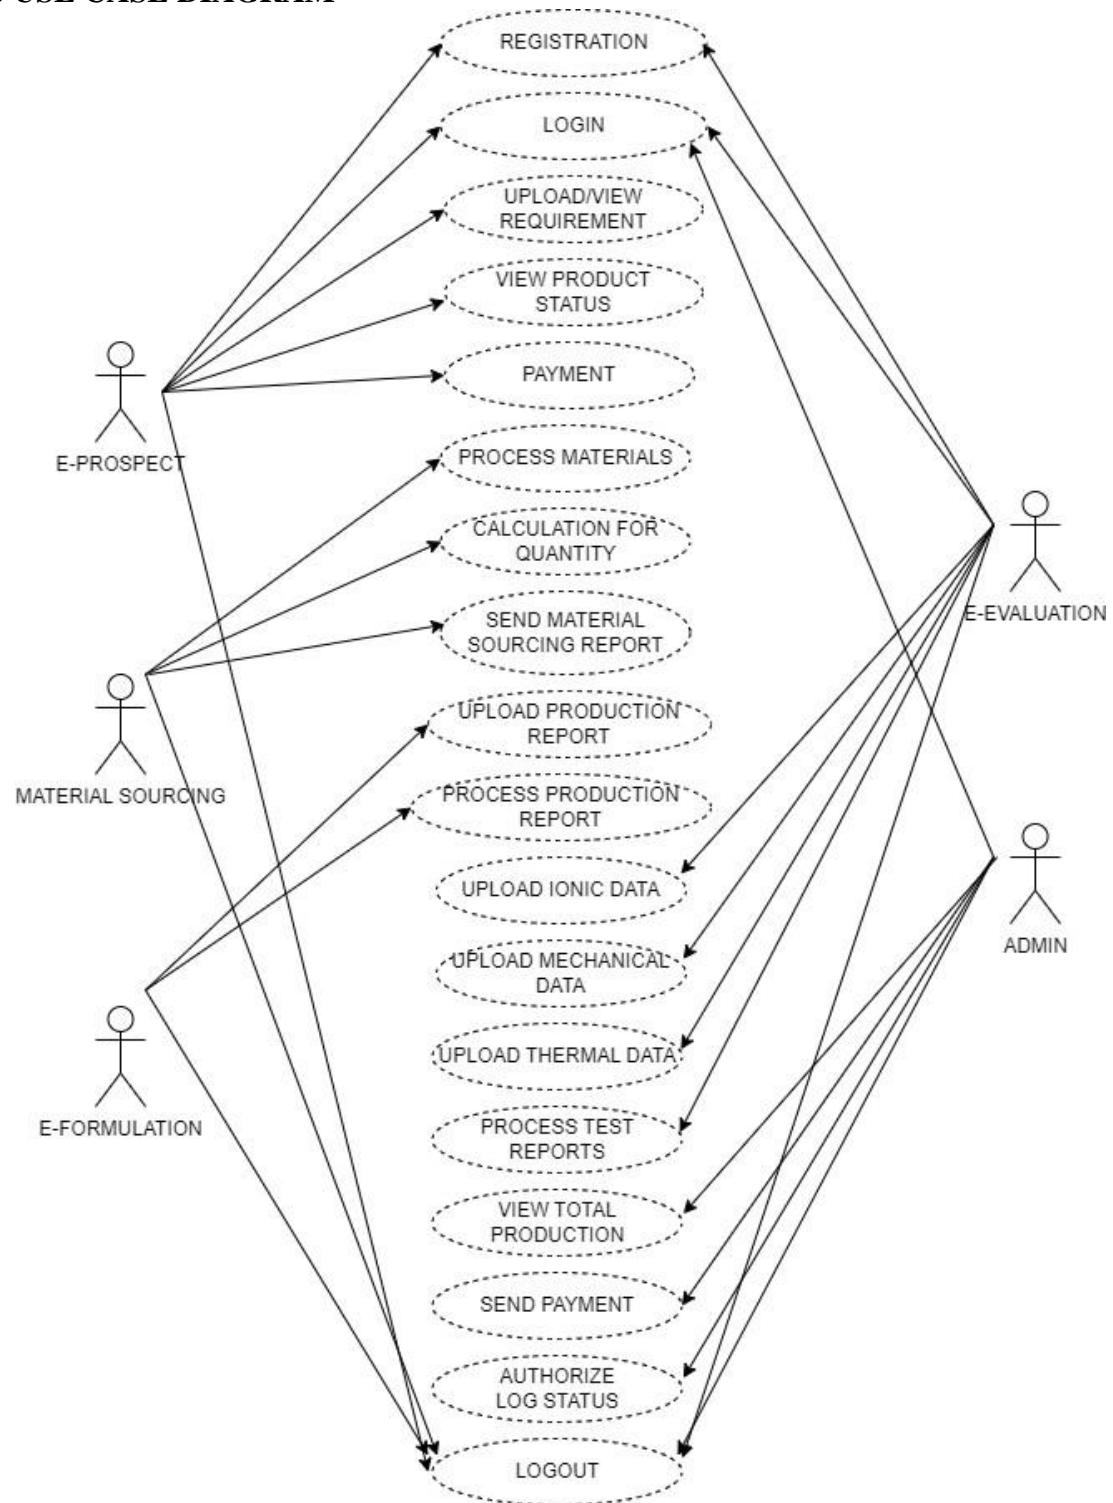 USE CASE DIAGRAM
REGISTRATION
LOGIN
UPLOAD/VIEW
REQUIREMENT
VIEW PRODUCT
STATUS
PAYMENT
E-PROSPECT
PROCESS MATERIALS
CALCULATION FOR
QUANTITY
E-EVALUATION
SEND MATERIAL
SOURCING REPORT
UPLOAD PRODUCTION
REPORT
MATERIAL SOURCING
PROCESS PRODUCTION
REPORT
UPLOAD IONIC DATA
ADMIN
UPLOAD MECHANICAL
DATA
UPLOAD THERMAL DATA
E-FORMULATION
PROCESS TEST
REPORTS
VIEW TOTAL
PRODUCTION
SEND PAYMENT
AUTHORIZE
LOG STATUS
LOGOUT